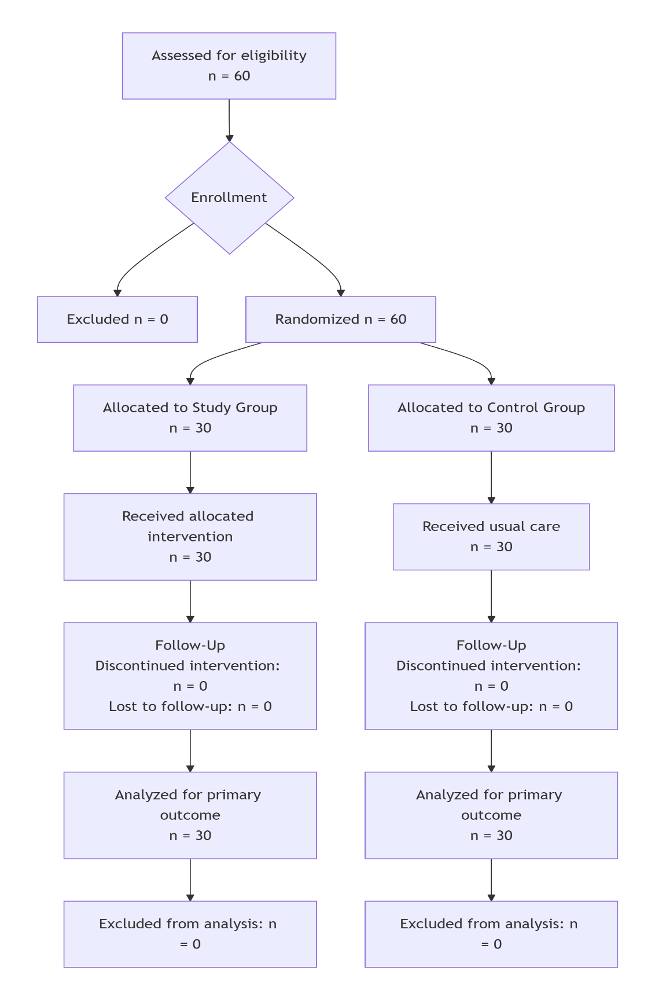 Assessed for eligibility
n = 60
Enrollment
Excluded n = 0
Randomized n = 60
Allocated to Study Group
n = 30
Allocated to Control Group
n = 30
Received allocated
intervention
n = 30
Received usual care
n = 30
Follow-Up
Discontinued intervention:
n = 0
Lost to follow-up: n = 0
Follow-Up
Discontinued intervention:
n = 0
Lost to follow-up: n = 0
Analyzed for primary
outcome
n = 30
Analyzed for primary
outcome
n = 30
Excluded from analysis: n
= 0
Excluded from analysis: n
= 0